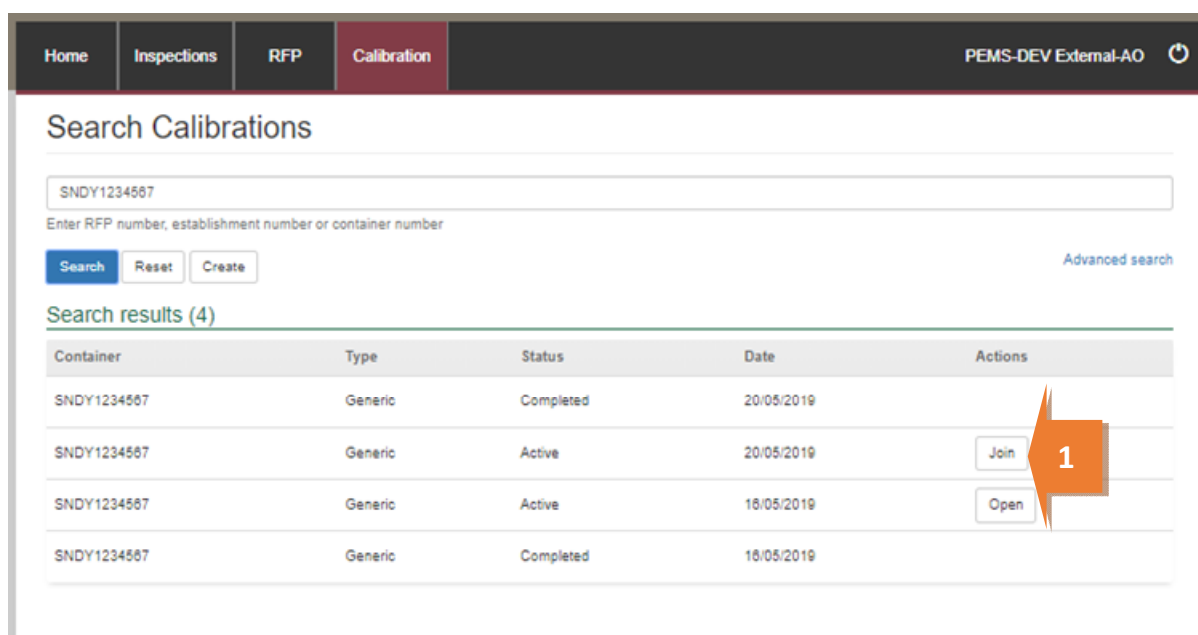 Home Inspections RFP Calibration PEMS-DEV External-AO
Search Calibrations
SNDY1234567
Enter RFP number, establishment number or container number
Search Reset Create Advanced search
Search results (4)
Container Type Status Date Actions
SNDY1234567 Generic Completed 20/05/2019
SNDY1234567 Generic Active 20/05/2019 Join 1
SNDY1234567 Generic Active 16/05/2019 Open
SNDY1234567 Generic Completed 16/05/2019